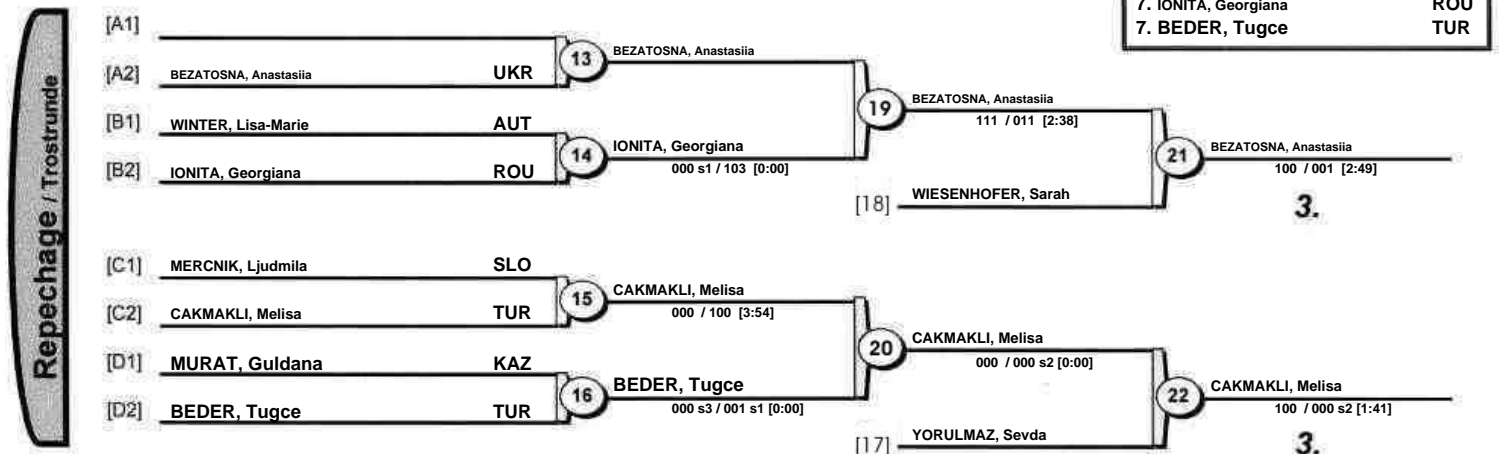 7. IONITA, Georgiana ROU
7. BEDER, Tugce TUR
Repechage / Trostrunde
[A1]
[A2] BEZATOSNA, Anastasiia UKR
13
BEZATOSNA, Anastasiia
[B1] WINTER, Lisa-Marie AUT
[B2] IONITA, Georgiana ROU
14
IONITA, Georgiana
000 s1 / 103 [0:00]
19
BEZATOSNA, Anastasiia
111 / 011 [2:38]
[18] WIESENHOFER, Sarah
21
BEZATOSNA, Anastasiia
100 / 001 [2:49]
3.
[C1] MERCNIK, Ljudmila SLO
[C2] CAKMAKLI, Melisa TUR
15
CAKMAKLI, Melisa
000 / 100 [3:54]
[D1] MURAT, Guldana KAZ
[D2] BEDER, Tugce TUR
16
BEDER, Tugce
000 s3 / 001 s1 [0:00]
20
CAKMAKLI, Melisa
000 / 000 s2 [0:00]
[17] YORULMAZ, Sevda
22
CAKMAKLI, Melisa
100 / 000 s2 [1:41]
3.